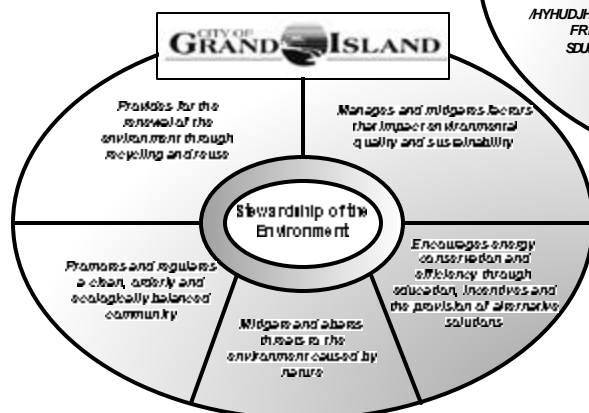 CITY OF
GRAND ISLAND
/HYHUDJH
Provides for the
renewal of the
environment through
recycling and reuse
Manages and mitigates factors
that impact environmental
quality and sustainability
Stewardship of the
Environment
Promotes and regulates
a clean, orderly and
ecologically balanced
community
Encourages energy
conservation and
efficiency through
education, incentives and
the provision of alternative
solutions
Mitigate and abates
threats to the
environment caused by
nature